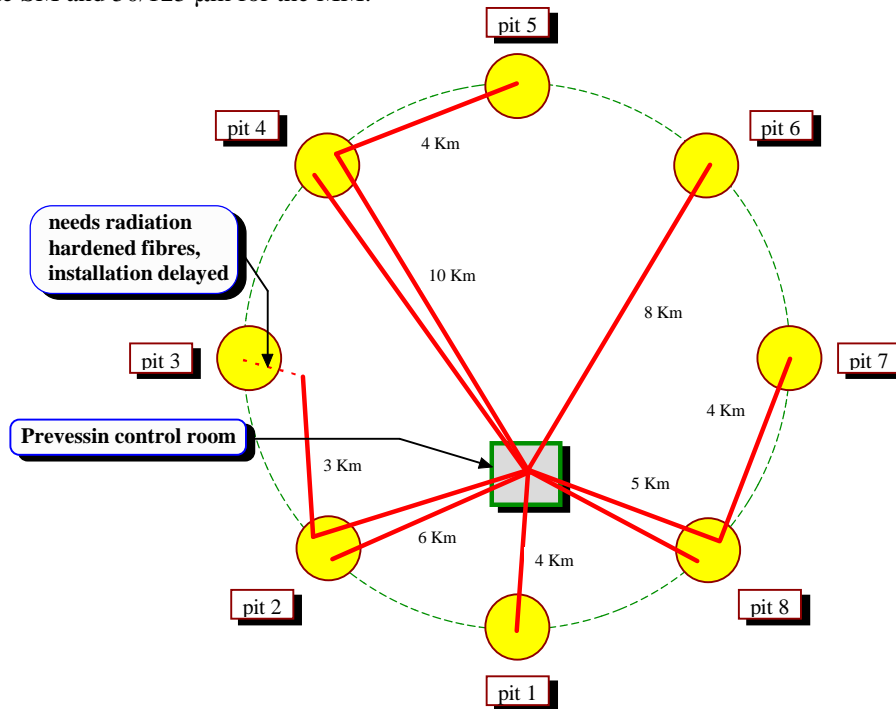 pit 5
pit 4
pit 6
4 Km
needs radiation
hardened fibres,
installation delayed
10 Km
8 Km
pit 3
pit 7
4 Km
Prevessin control room
3 Km
5 Km
6 Km
4 Km
pit 2
pit 8
pit 1